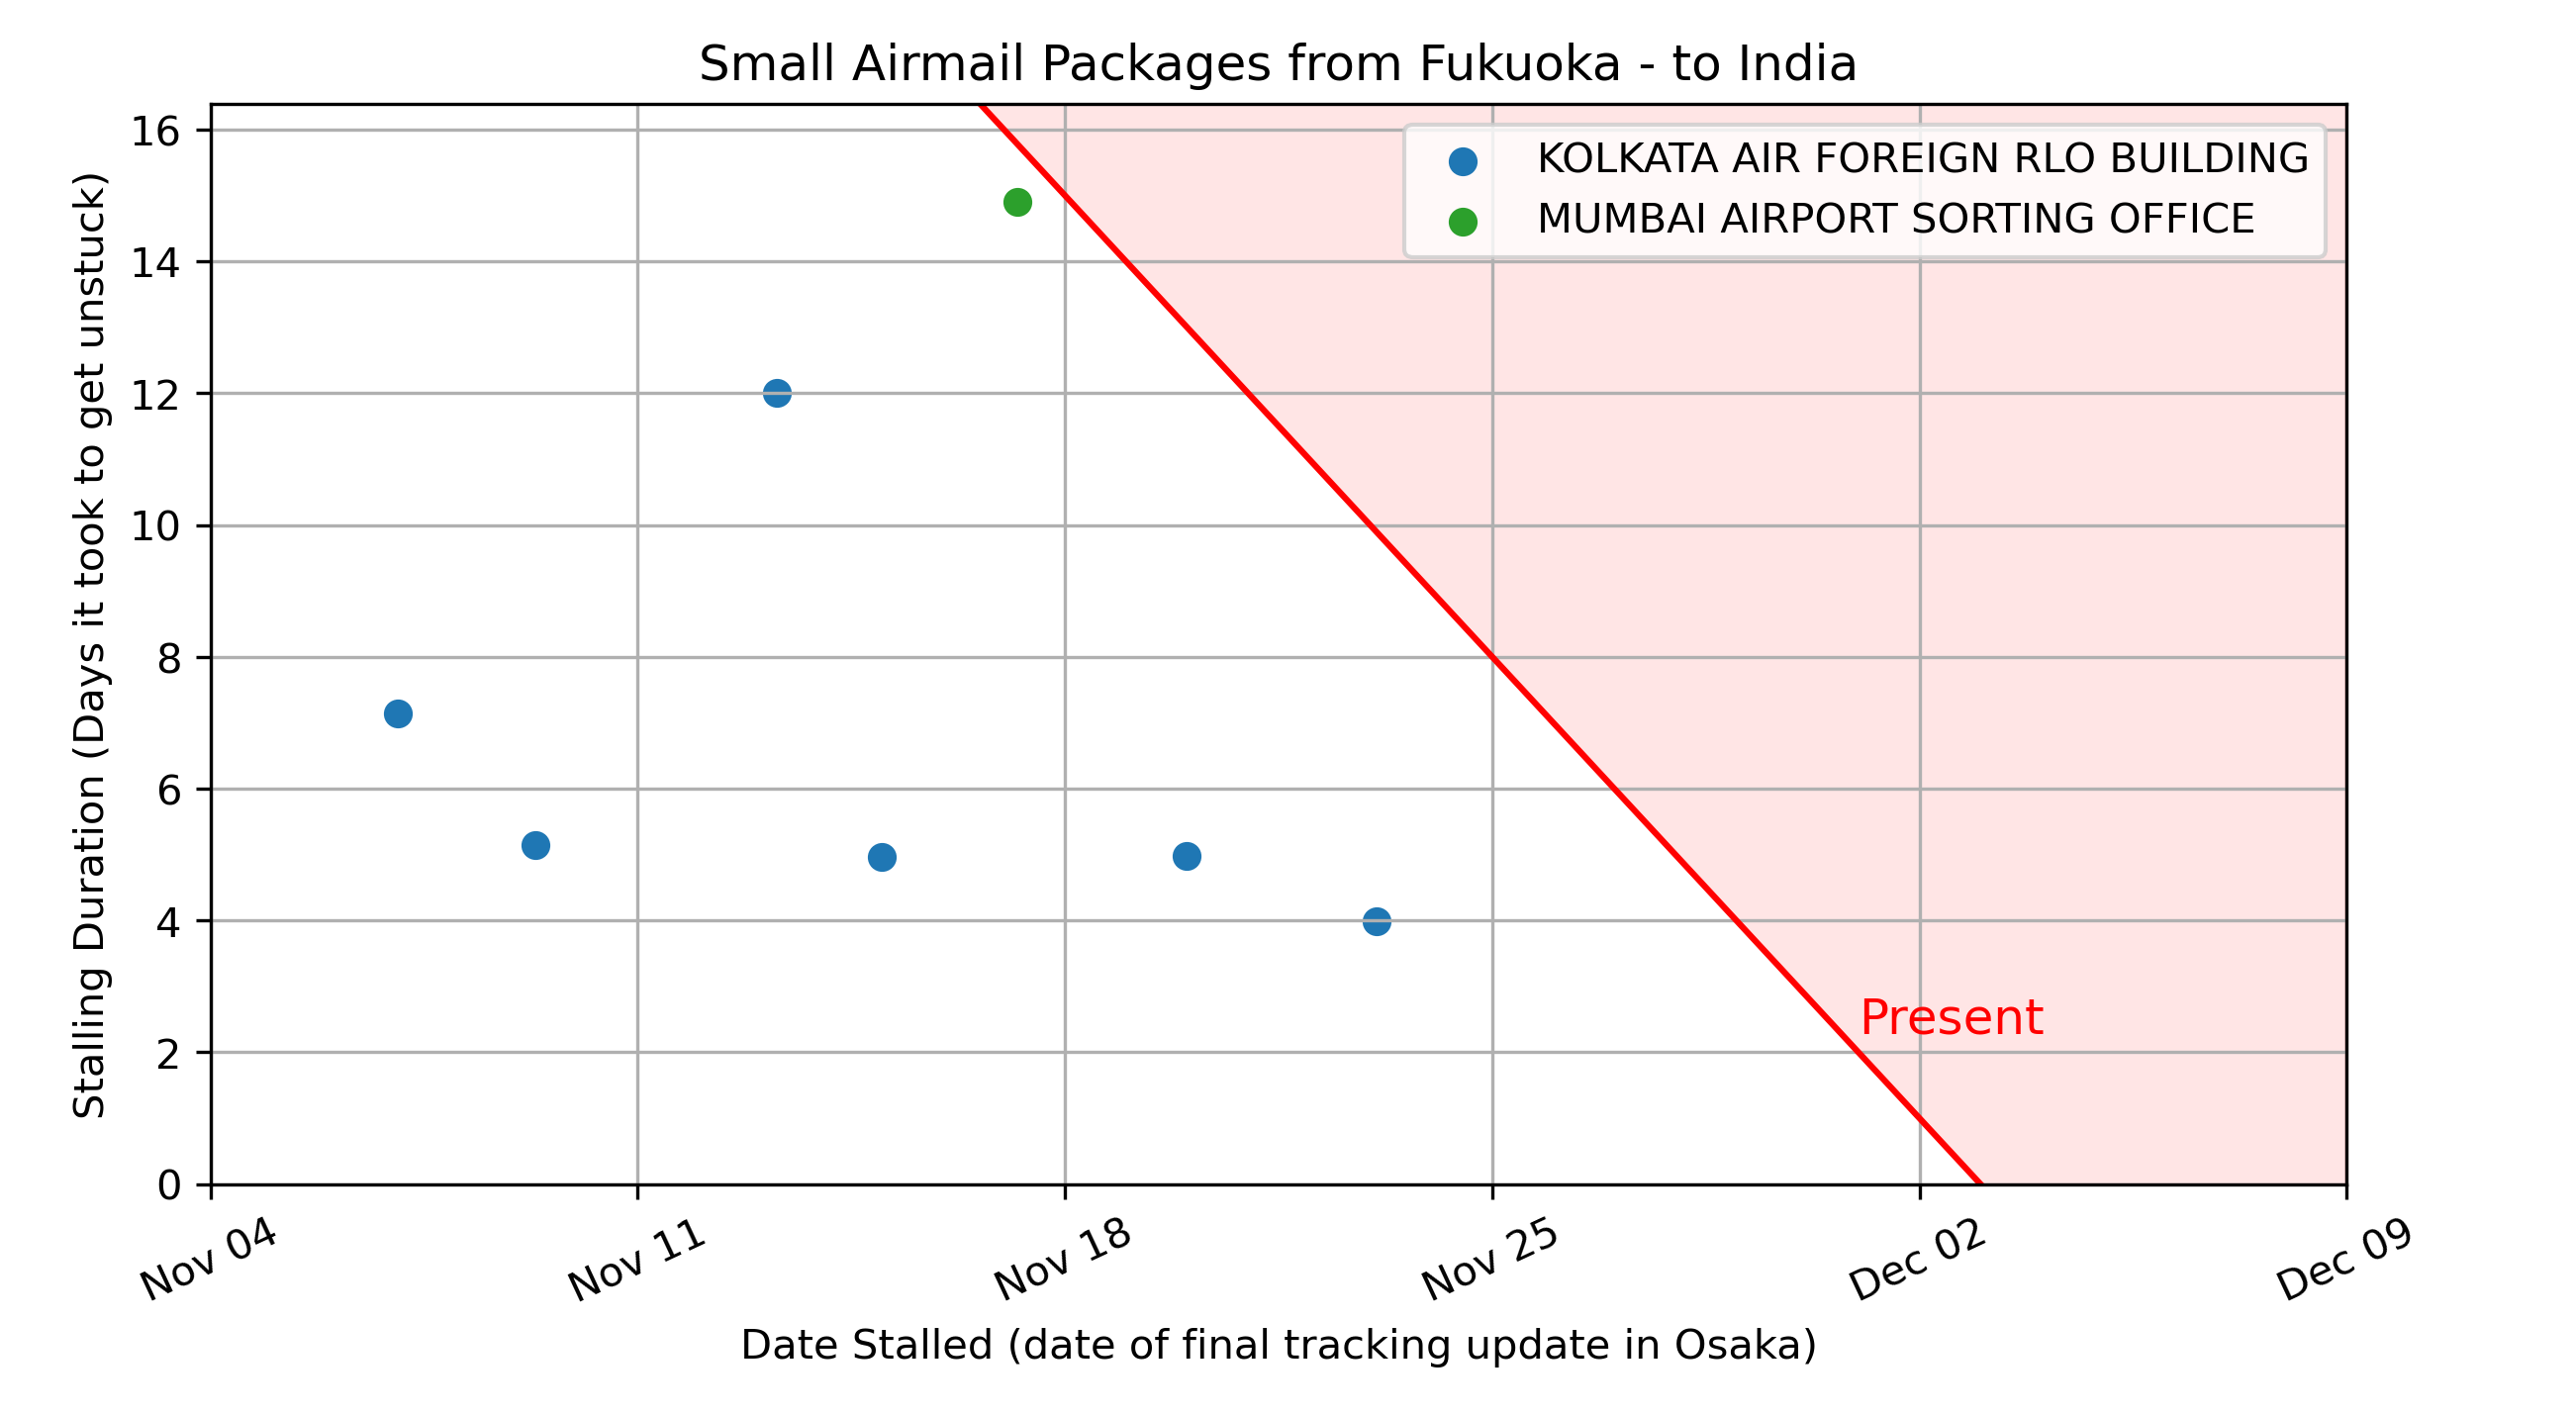 Small Airmail Packages from Fukuoka - to India
Stalling Duration (Days it took to get unstuck)
16
14
12
10
8
6
4
2
0
KOLKATA AIR FOREIGN RLO BUILDING
MUMBAI AIRPORT SORTING OFFICE
Present
Nov 04
Nov 11
Nov 18
Nov 25
Dec 02
Dec 09
Date Stalled (date of final tracking update in Osaka)